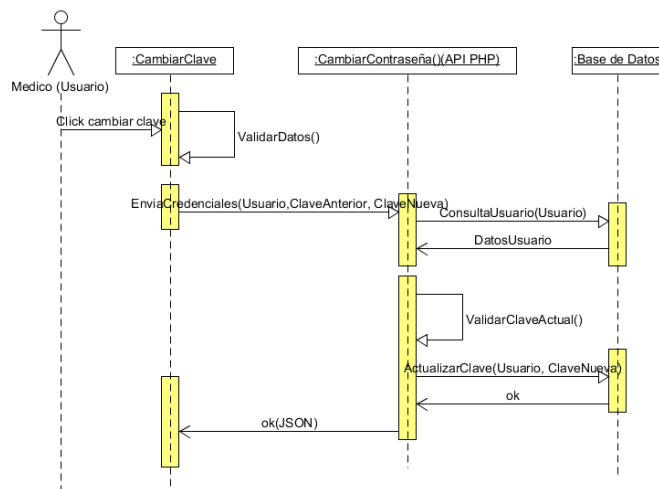 :CambiarClave
:CambiarContraseña()(API PHP)
:Base de Datos
Medico (Usuario)
Click cambiar clave
ValidarDatos()
EnviaCredenciales(Usuario,ClaveAnterior, ClaveNueva)
ConsultaUsuario(Usuario)
DatosUsuario
ValidarClaveActual()
ActualizarClave(Usuario, ClaveNueva)
ok
ok(JSON)